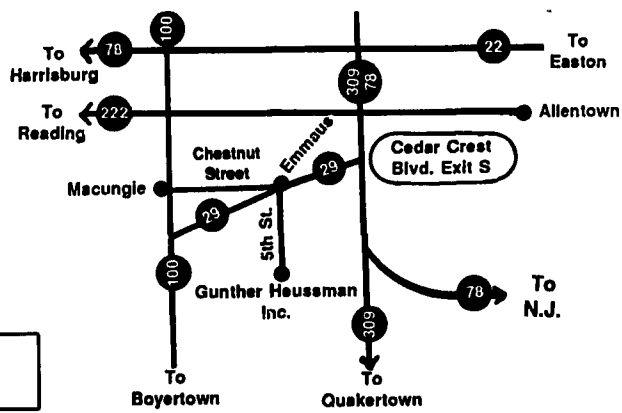 100
To
Harrisburg
78
22
To
Easton
309
78
To
Reading
222
Allentown
Emmaus
Chestnut
Street
29
Cedar Crest
Blvd. Exit S
Macungie
29
5th St.
100
Gunther Heussman
Inc.
78
To
N.J.
309
To
Boyertown
To
Quakertown